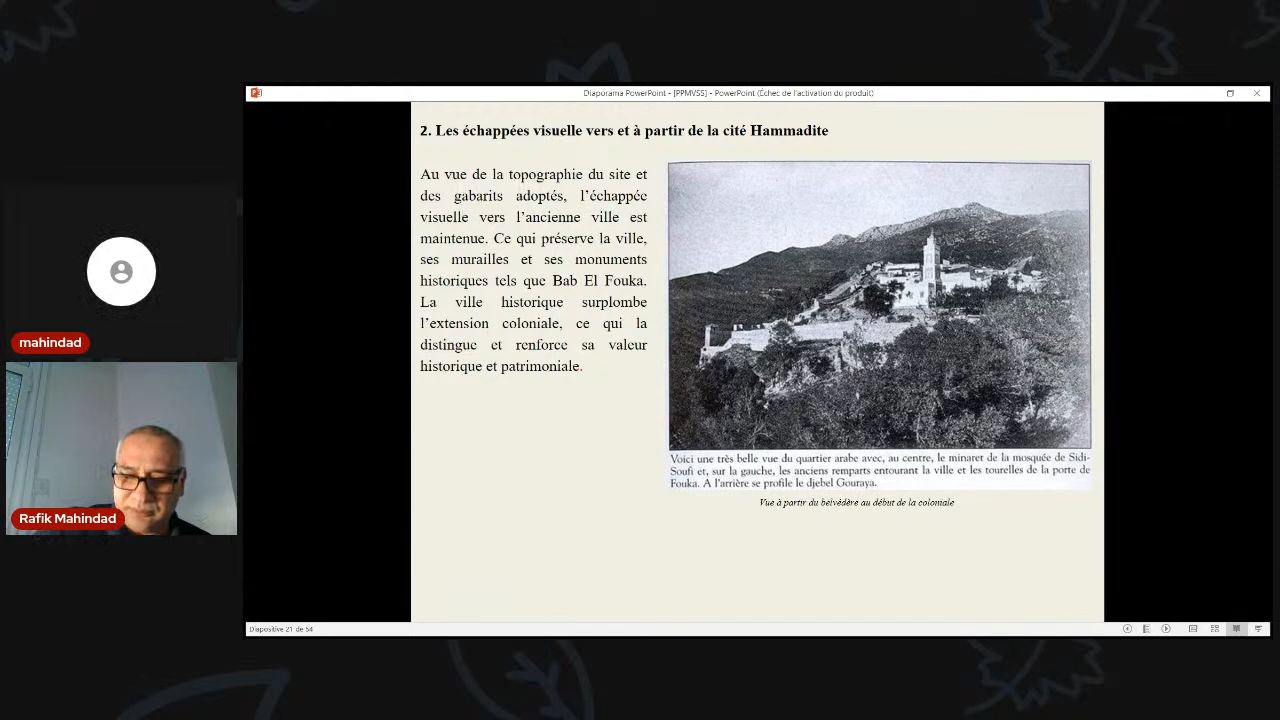 Diaporama PowerPoint - [PPMVSS] - PowerPoint (Échec de l'activation du produit)
2. Les échappées visuelle vers et à partir de la cité Hammadite
Au vue de la topographie du site et
des gabarits adoptés, l'échappée
visuelle vers l'ancienne ville est
maintenue. Ce qui préserve la ville,
ses murailles et ses monuments
historiques tels que Bab El Fouka.
La ville historique surplombe
l'extension coloniale, ce qui la
distingue et renforce sa valeur
historique et patrimoniale.
Voici une très belle vue du quartier arabe avec, au centre, le minaret de la mosquée de Sidi-
Soufi et, sur la gauche, les anciens remparts entourant la ville et les tourelles de la porte de
Fouka. A l'arrière se profile le djebel Gouraya.
Vue à partir du belvédère au début de la coloniale
mahindad
Rafik Mahindad
Diapositive 21 de 54